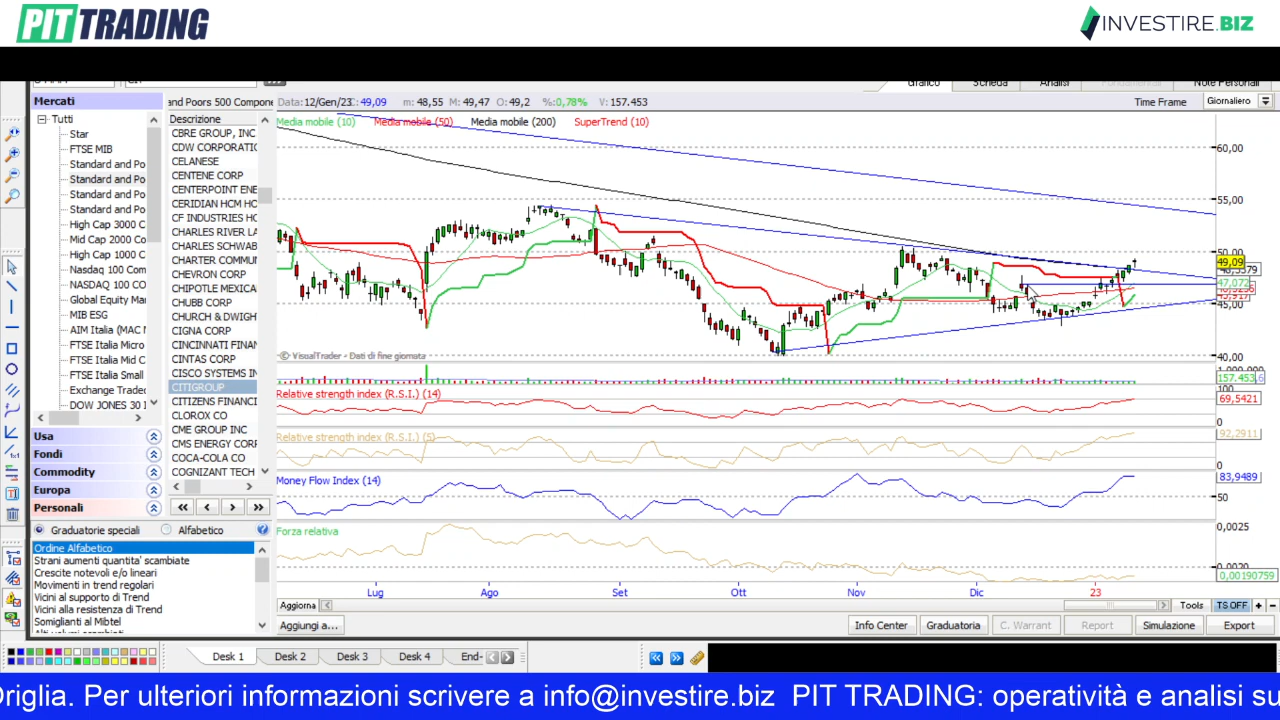 PIT TRADING
INVESTIRE.BIZ
Grafico Scheda Analisi Fondamentali Note Personali
Mercati
Tutti
Star
FTSE MIB
Standard and Po
Standard and Po
Standard and Po
Standard and Po
High Cap 3000 C
Mid Cap 2000 Co
High Cap 1000 C
Nasdaq 100 Com
NASDAQ 100 CO
Global Equity Mar
MIB ESG
AIM Italia (MAC M
FTSE Italia Micro
FTSE Italia Mid C
FTSE Italia Small
Exchange Traded
DOW JONES 30 I
Usa
Fondi
Commodity
Europa
Personali
Graduatorie speciali Alfabetico
Ordine Alfabetico
Strani aumenti quantita' scambiate
Crescite notevoli e/o lineari
Movimenti in trend regolari
Vicini al supporto di Trend
Vicini alla resistenza di Trend
Somiglianti al Mibtel
Alti volumi scambiati
and Poors 500 Compone
Descrizione
CBRE GROUP, INC
CDW CORPORATIO
CELANESE
CENTENE CORP
CENTERPOINT ENE
CERIDIAN HCM HO
CF INDUSTRIES HO
CHARLES RIVER LA
CHARLES SCHWAB
CHARTER COMMUN
CHEVRON CORP
CHIPOTLE MEXICA
CHUBB CORP
CHURCH & DWIGH
CIGNA CORP
CINCINNATI FINAN
CINTAS CORP
CISCO SYSTEMS IN
CITIGROUP
CITIZENS FINANCI
CLOROX CO
CME GROUP INC
CMS ENERGY CORP
COCA-COLA CO
COGNIZANT TECH
Data:12/Gen/23 C: 49,09 m: 48,55 M: 49,47 O: 49,2 %:0,78% V: 157.453
Time Frame Giornaliero
Media mobile (10) Media mobile (50) Media mobile (200) SuperTrend (10)
60,00
55,00
50,00
49,09
47,072
45,00
40,00
© VisualTrader - Dati di fine giornata
157.453,6
Relative strength index (R.S.I.) (14)
100
69,5421
0
Relative strength index (R.S.I.) (5)
92,2911
0
Money Flow Index (14)
83,9489
50
Forza relativa
0,0025
0,0020
0,00190759
Lug Ago Set Ott Nov Dic 23
Aggiorna Tools TS OFF + -
Aggiungi a... Info Center Graduatoria C. Warrant Report Simulazione Export
Desk 1 Desk 2 Desk 3 Desk 4 End-
Driglia. Per ulteriori informazioni scrivere a info@investire.biz PIT TRADING: operatività e analisi su